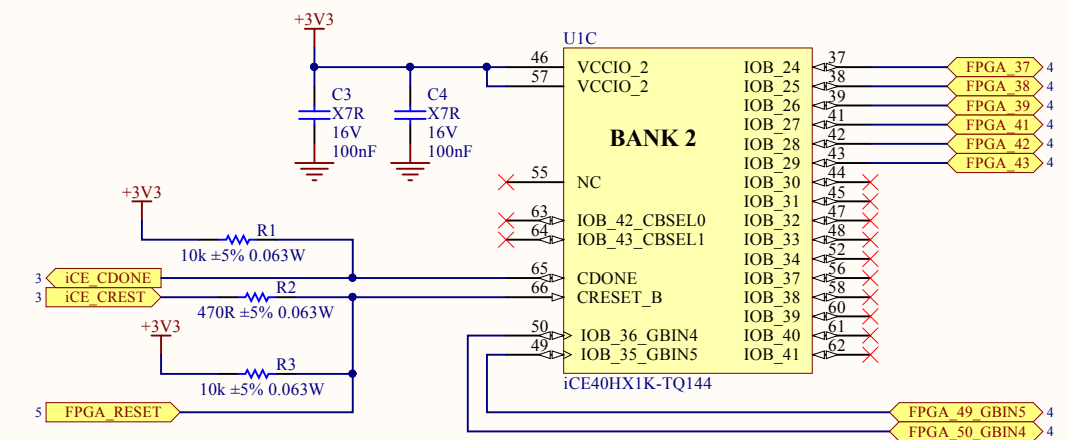 +3V3
U1C
46
57
VCCIO_2
VCCIO_2
C3
X7R
16V
100nF
C4
X7R
16V
100nF
BANK 2
IOB_24
IOB_25
IOB_26
IOB_27
IOB_28
IOB_29
IOB_30
IOB_31
IOB_32
IOB_33
IOB_34
IOB_37
IOB_38
IOB_39
IOB_40
IOB_41
37
38
39
41
42
43
44
45
47
48
52
56
58
60
61
62
FPGA_37 4
FPGA_38 4
FPGA_39 4
FPGA_41 4
FPGA_42 4
FPGA_43 4
55
NC
63
64
IOB_42_CBSEL0
IOB_43_CBSEL1
+3V3
R1
10k ±5% 0.063W
3 iCE_CDONE
3 iCE_CREST
R2
470R ±5% 0.063W
65
66
CDONE
CRESET_B
+3V3
R3
10k ±5% 0.063W
50
49
IOB_36_GBIN4
IOB_35_GBIN5
iCE40HX1K-TQ144
5 FPGA_RESET
FPGA_49_GBIN5 4
FPGA_50_GBIN4 4